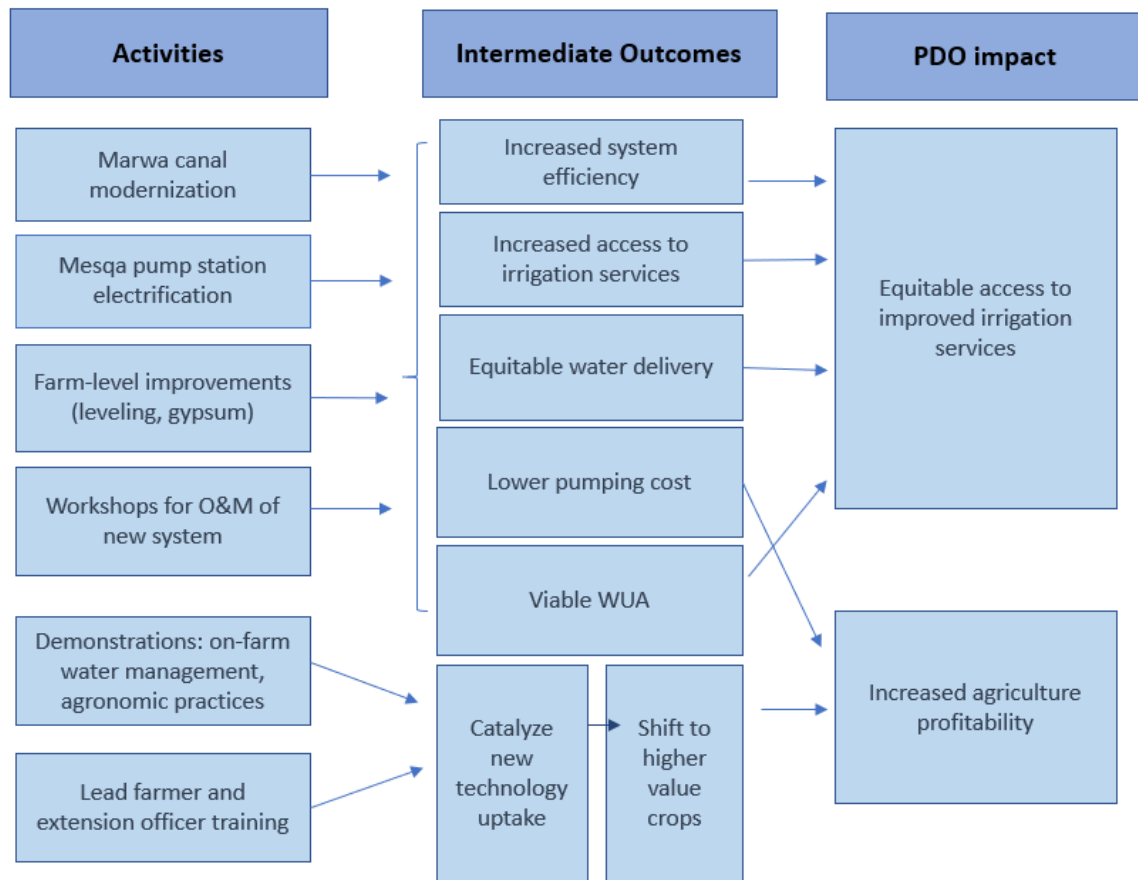 Activities
Intermediate Outcomes
PDO impact
Marwa canal
modernization
Mesqa pump station
electrification
Farm-level improvements
(leveling, gypsum)
Workshops for O&M of
new system
Demonstrations: on-farm
water management,
agronomic practices
Lead farmer and
extension officer training
Increased system
efficiency
Increased access to
irrigation services
Equitable water delivery
Lower pumping cost
Viable WUA
Catalyze
new
technology
uptake
Shift to
higher
value
crops
Equitable access to
improved irrigation
services
Increased agriculture
profitability